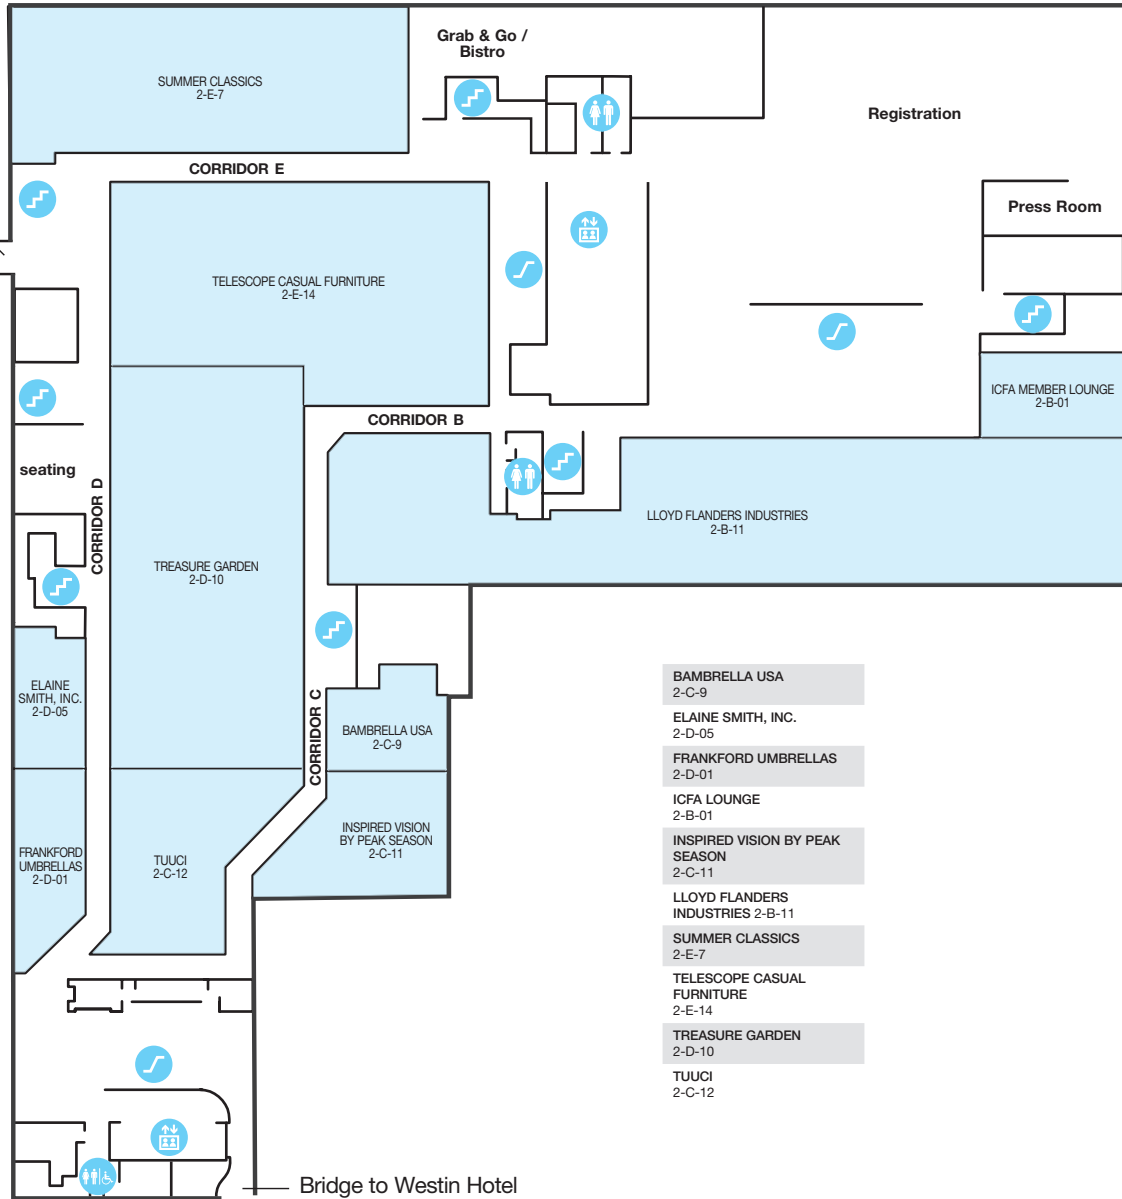 Grab & Go /
Bistro
SUMMER CLASSICS
2-E-7
Registration
CORRIDOR E
Press Room
TELESCOPE CASUAL FURNITURE
2-E-14
ICFA MEMBER LOUNGE
2-B-01
CORRIDOR B
seating
CORRIDOR D
LLOYD FLANDERS INDUSTRIES
2-B-11
TREASURE GARDEN
2-D-10
ELAINE
SMITH, INC.
2-D-05
CORRIDOR C
BAMBRELLA USA
2-C-9
INSPIRED VISION
BY PEAK SEASON
2-C-11
FRANKFORD
UMBRELLAS
2-D-01
TUUCI
2-C-12
BAMBRELLA USA
2-C-9
ELAINE SMITH, INC.
2-D-05
FRANKFORD UMBRELLAS
2-D-01
ICFA LOUNGE
2-B-01
INSPIRED VISION BY PEAK
SEASON
2-C-11
LLOYD FLANDERS
INDUSTRIES 2-B-11
SUMMER CLASSICS
2-E-7
TELESCOPE CASUAL
FURNITURE
2-E-14
TREASURE GARDEN
2-D-10
TUUCI
2-C-12
Bridge to Westin Hotel